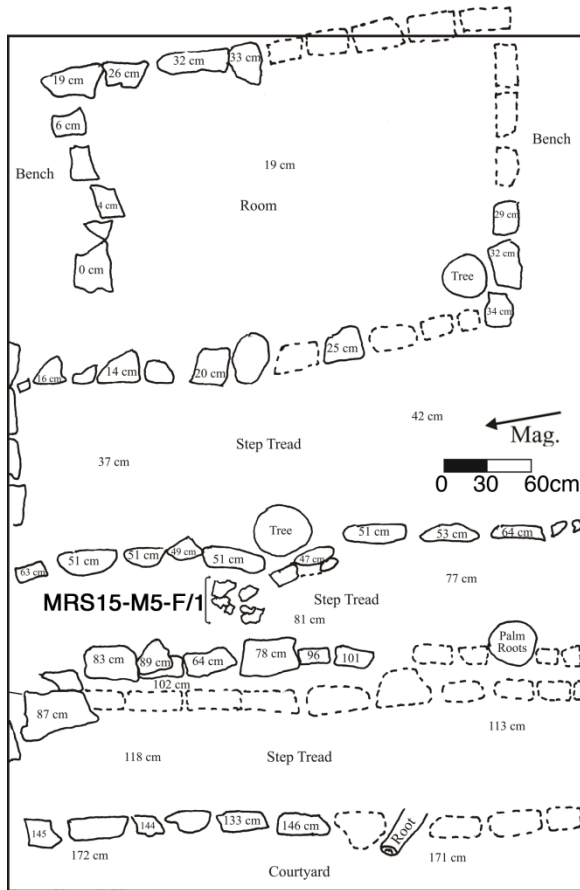 19 cm
26 cm
32 cm
33 cm
6 cm
19 cm
Bench
Bench
4 cm
Room
29 cm
0 cm
Tree
32 cm
34 cm
16 cm
14 cm
20 cm
25 cm
42 cm
Mag.
Step Tread
37 cm
0 30 60cm
Tree
51 cm
53 cm
64 cm
63 cm
51 cm
51 cm
49 cm
51 cm
47 cm
77 cm
MRS15-M5-F/1
Step Tread
81 cm
83 cm
89 cm
64 cm
78 cm
96
101
Palm
Roots
102 cm
87 cm
113 cm
118 cm
Step Tread
145
144
133 cm
146 cm
Root
172 cm
171 cm
Courtyard